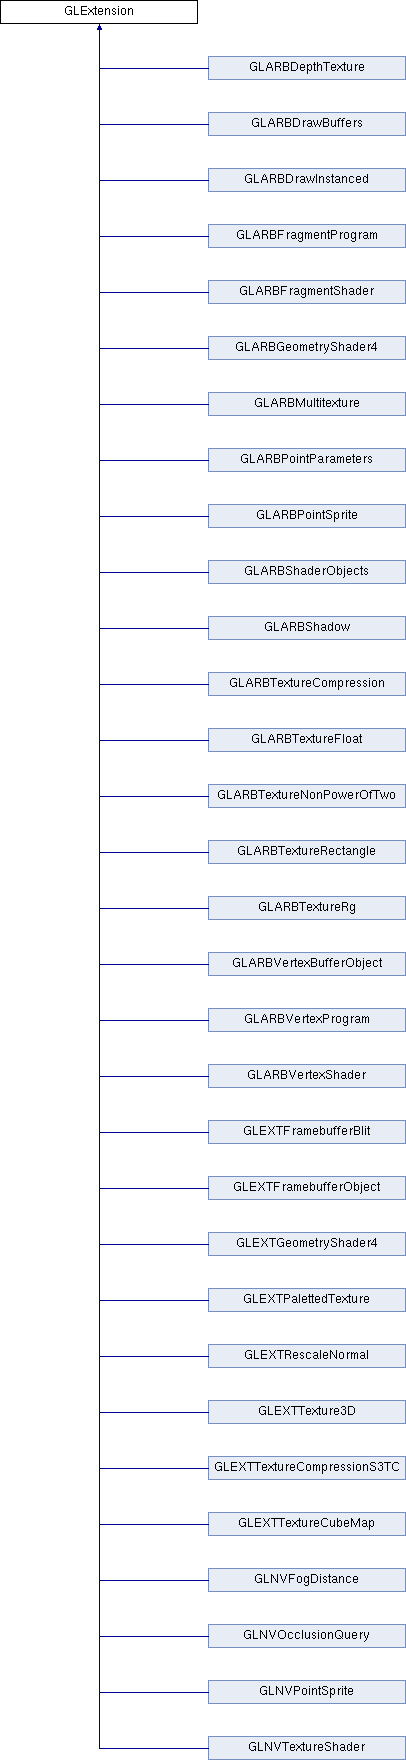 GLExtension
GLARBDepthTexture
GLARBDrawBuffers
GLARBDrawInstanced
GLARBFragmentProgram
GLARBFragmentShader
GLARBGeometryShader4
GLARBMultitexture
GLARBPointParameters
GLARBPointSprite
GLARBShaderObjects
GLARBShadow
GLARBTextureCompression
GLARBTextureFloat
GLARBTextureNonPowerOfTwo
GLARBTextureRectangle
GLARBTextureRg
GLARBVertexBufferObject
GLARBVertexProgram
GLARBVertexShader
GLEXTFramebufferBlit
GLEXTFramebufferObject
GLEXTGeometryShader4
GLEXTPalettedTexture
GLEXTRescaleNormal
GLEXTTexture3D
GLEXTTextureCompressionS3TC
GLEXTTextureCubeMap
GLNVFogDistance
GLNVOcclusionQuery
GLNVPointSprite
GLNVTextureShader